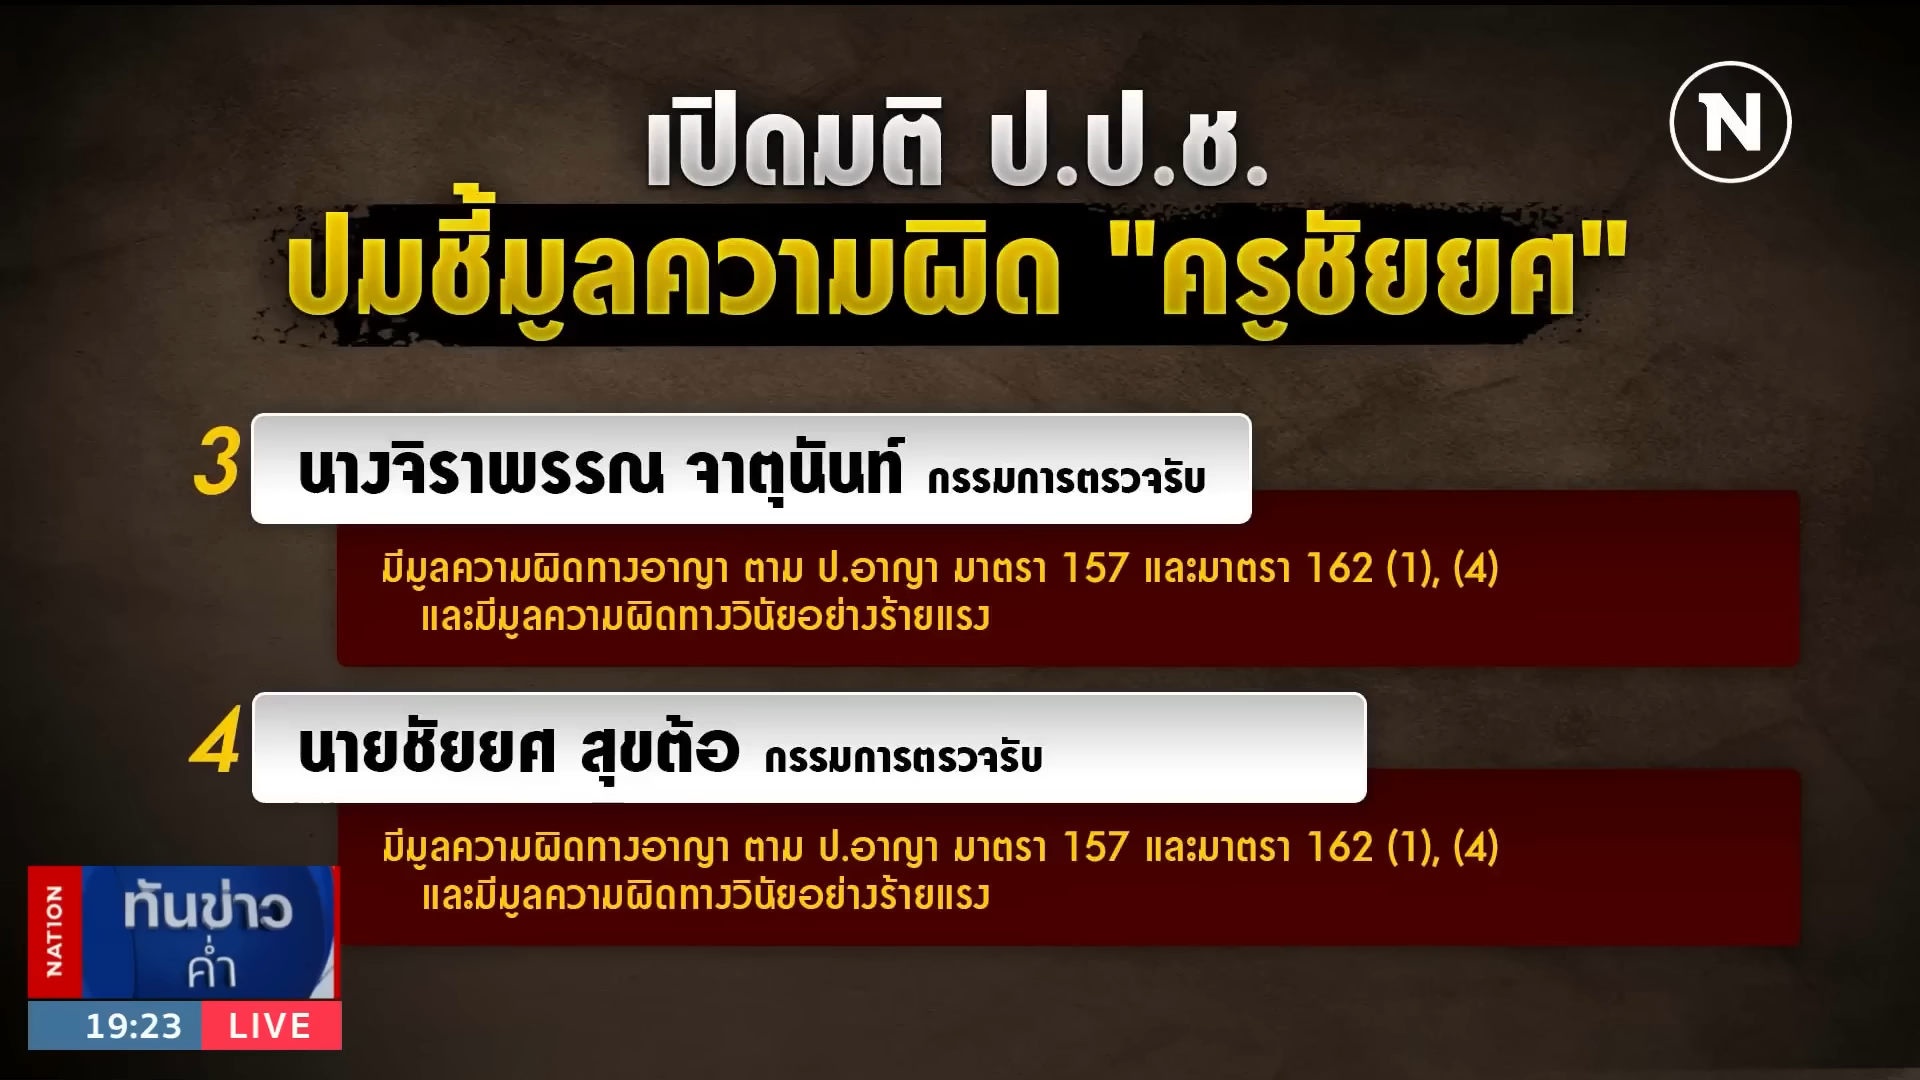 เปิดมติ ป.ป.ช.
N
ปมชี้มูลความผิด "ครูชัยยศ"
3 นางจิราพรรณ จาตุนันท์ กรรมการตรวจรับ
มีมูลความผิดทางอาญา ตาม ป.อาญา มาตรา 157 และมาตรา 162 (1), (4)
และมีมูลความผิดทางวินัยอย่างร้ายแรง
4 นายชัยยศ สุขต้อ กรรมการตรวจรับ
มีมูลความผิดทางอาญา ตาม ป.อาญา มาตรา 157 และมาตรา 162 (1), (4)
และมีมูลความผิดทางวินัยอย่างร้ายแรง
NATION
ทันข่าว
ค่ำ
19:23 LIVE